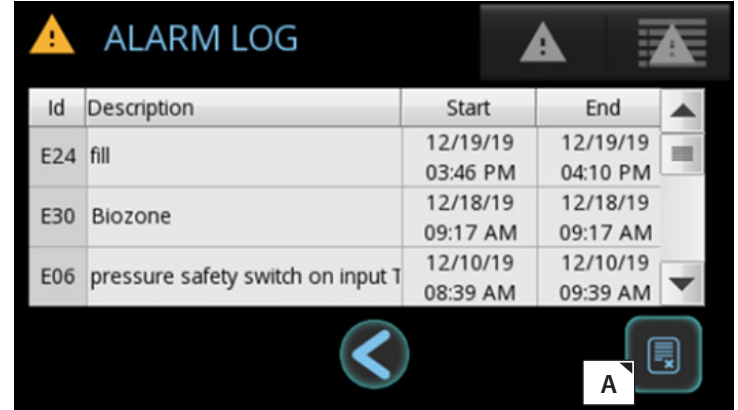 ALARM LOG
Id Description Start End
E24 fill 12/19/19 03:46 PM 12/19/19 04:10 PM
E30 Biozone 12/18/19 09:17 AM 12/18/19 09:17 AM
E06 pressure safety switch on input T 12/10/19 08:39 AM 12/10/19 09:39 AM
A